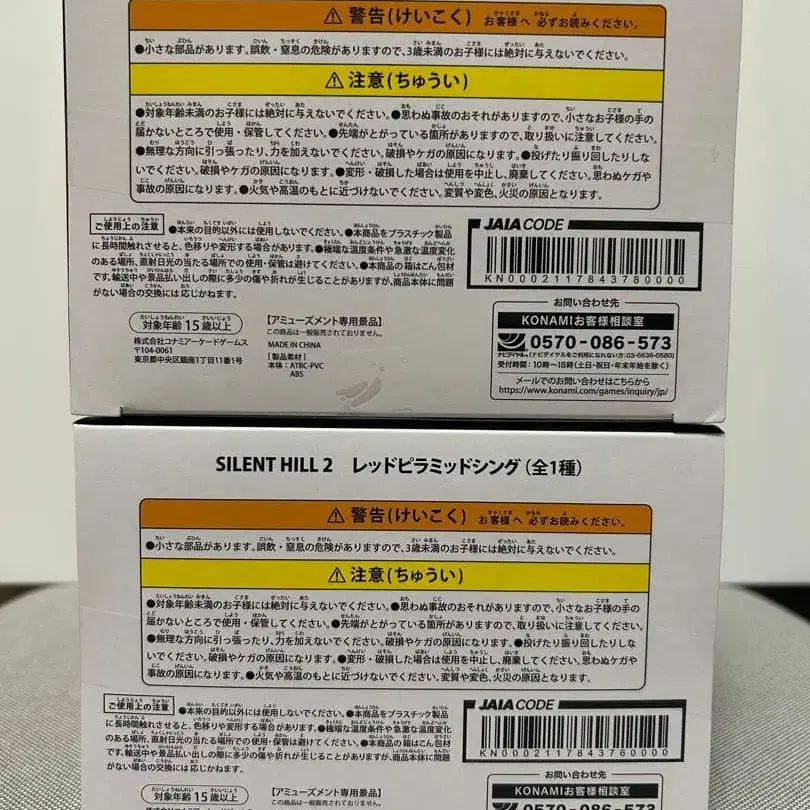 ⚠警告(けいこく) お客様へ 必ずお読みください。
●小さな部品があります。誤飲・窒息の危険がありますので、3歳未満のお子様には絶対に与えないでください。
⚠注意(ちゅうい)
●対象年齢未満のお子様には絶対に与えないでください。●思わぬ事故のおそれがありますので、小さなお子様の手の
届かないところで使用・保管してください。●先端がとがっている箇所がありますので、取り扱いに注意してください。
●無理な方向に引っ張ったり、力を加えないでください。破損やケガの原因になります。●投げたり振り回したりしな
いでください。破損やケガの原因になります。●変形・破損した場合は使用を中止し、廃棄してください。思わぬケガや
事故の原因になります。●火気や高温のもとに近づけないでください。変質や変色、火災の原因となります。
ご使用上の注意 ●本来の目的以外には使用しないでください。●本商品をプラスチック製品
に長時間触れさせると、色移りや変形する場合があります。●極端な温度条件や急激な温度変化
のある場所、直射日光の当たる場所での使用・保管は避けてください。●本商品の箱はこん包材
です。輸送中や景品払い出しの際に多少の傷や折れが生じることがありますが、商品本体に問題
がない場合の交換には応じかねます。
JAIA CODE
KN0002117843780000
対象年齢15歳以上
株式会社コナミアーケードゲームス
〒104-0061
東京都中央区銀座1丁目11番1号
【アミューズメント専用景品】
この商品は一般販売されておりません。
MADE IN CHINA
【製品素材】
本体：ATBC-PVC
ABS
お問い合わせ先
KONAMIお客様相談室
0570-086-573
ナビダイヤル(ナビダイヤルをご利用になれない方:03-6636-0580)
受付時間：10時～18時(土日・祝日・年末年始を除く)
メールでのお問い合わせはこちらから
https://www.konami.com/games/inquiry/jp/
SILENT HILL 2 レッドピラミッドシング(全1種)
⚠警告(けいこく) お客様へ 必ずお読みください。
●小さな部品があります。誤飲・窒息の危険がありますので、3歳未満のお子様には絶対に与えないでください。
⚠注意(ちゅうい)
●対象年齢未満のお子様には絶対に与えないでください。●思わぬ事故のおそれがありますので、小さなお子様の手の
届かないところで使用・保管してください。●先端がとがっている箇所がありますので、取り扱いに注意してください。
●無理な方向に引っ張ったり、力を加えないでください。破損やケガの原因になります。●投げたり振り回したりしな
いでください。破損やケガの原因になります。●変形・破損した場合は使用を中止し、廃棄してください。思わぬケガや
事故の原因になります。●火気や高温のもとに近づけないでください。変質や変色、火災の原因となります。
ご使用上の注意 ●本来の目的以外には使用しないでください。●本商品をプラスチック製品
に長時間触れさせると、色移りや変形する場合があります。●極端な温度条件や急激な温度変化
のある場所、直射日光の当たる場所での使用・保管は避けてください。●本商品の箱はこん包材
です。輸送中や景品払い出しの際に多少の傷や折れが生じることがありますが、商品本体に問題
がない場合の交換には応じかねます。
JAIA CODE
KN0002117843760000
対象年齢15歳以上
【アミューズメント専用景品】
お問い合わせ先
KONAMIお客様相談室
0570-086-573